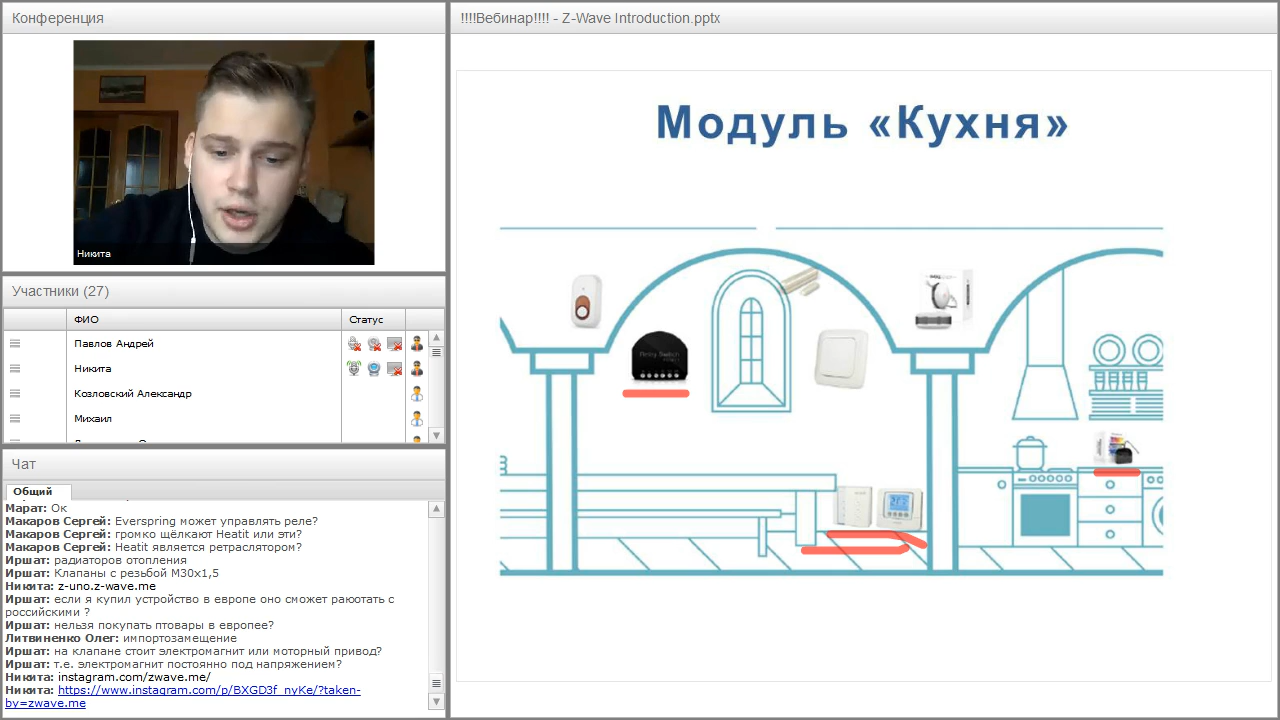 Конференция
Никита
Участники (27)
ФИО
Статус
Павлов Андрей
Никита
Козловский Александр
Михаил
Чат
Общий
Марат: Ок
Макаров Сергей: Everspring может управлять реле?
Макаров Сергей: громко щёлкают Heatit или эти?
Макаров Сергей: Heatit является ретраслятором?
Иршат: радиаторов отопления
Иршат: Клапаны с резьбой М30х1,5
Никита: z-uno.z-wave.me
Иршат: если я купил устройство в европе оно сможет раюотать с
российскими ?
Иршат: нельзя покупать птовары в европее?
Литвиненко Олег: импортозамещение
Иршат: на клапане стоит электромагнит или моторный привод?
Иршат: т.е. электромагнит постоянно под напряжением?
Никита: instagram.com/zwave.me/
Никита: https://www.instagram.com/p/BXGD3f_nyKe/?taken-
by=zwave.me
!!!!Вебинар!!!! - Z-Wave Introduction.pptx
Модуль «Кухня»